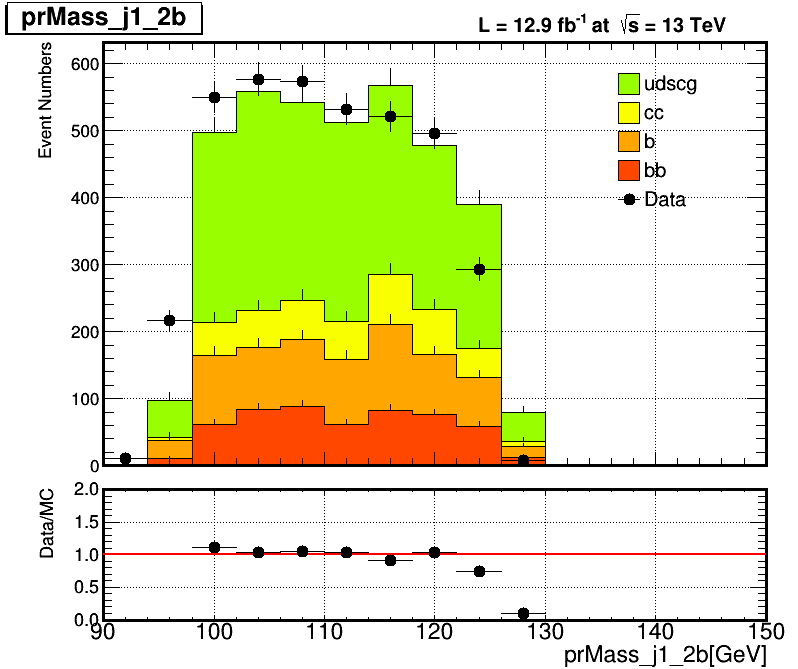 prMass_j1_2b
L = 12.9 fb-1 at √s = 13 TeV
Event Numbers
600
500
400
300
200
100
0
udscg
cc
b
bb
Data
Data/MC
2.0
1.5
1.0
0.5
0.0
90 100 110 120 130 140 150
prMass_j1_2b[GeV]